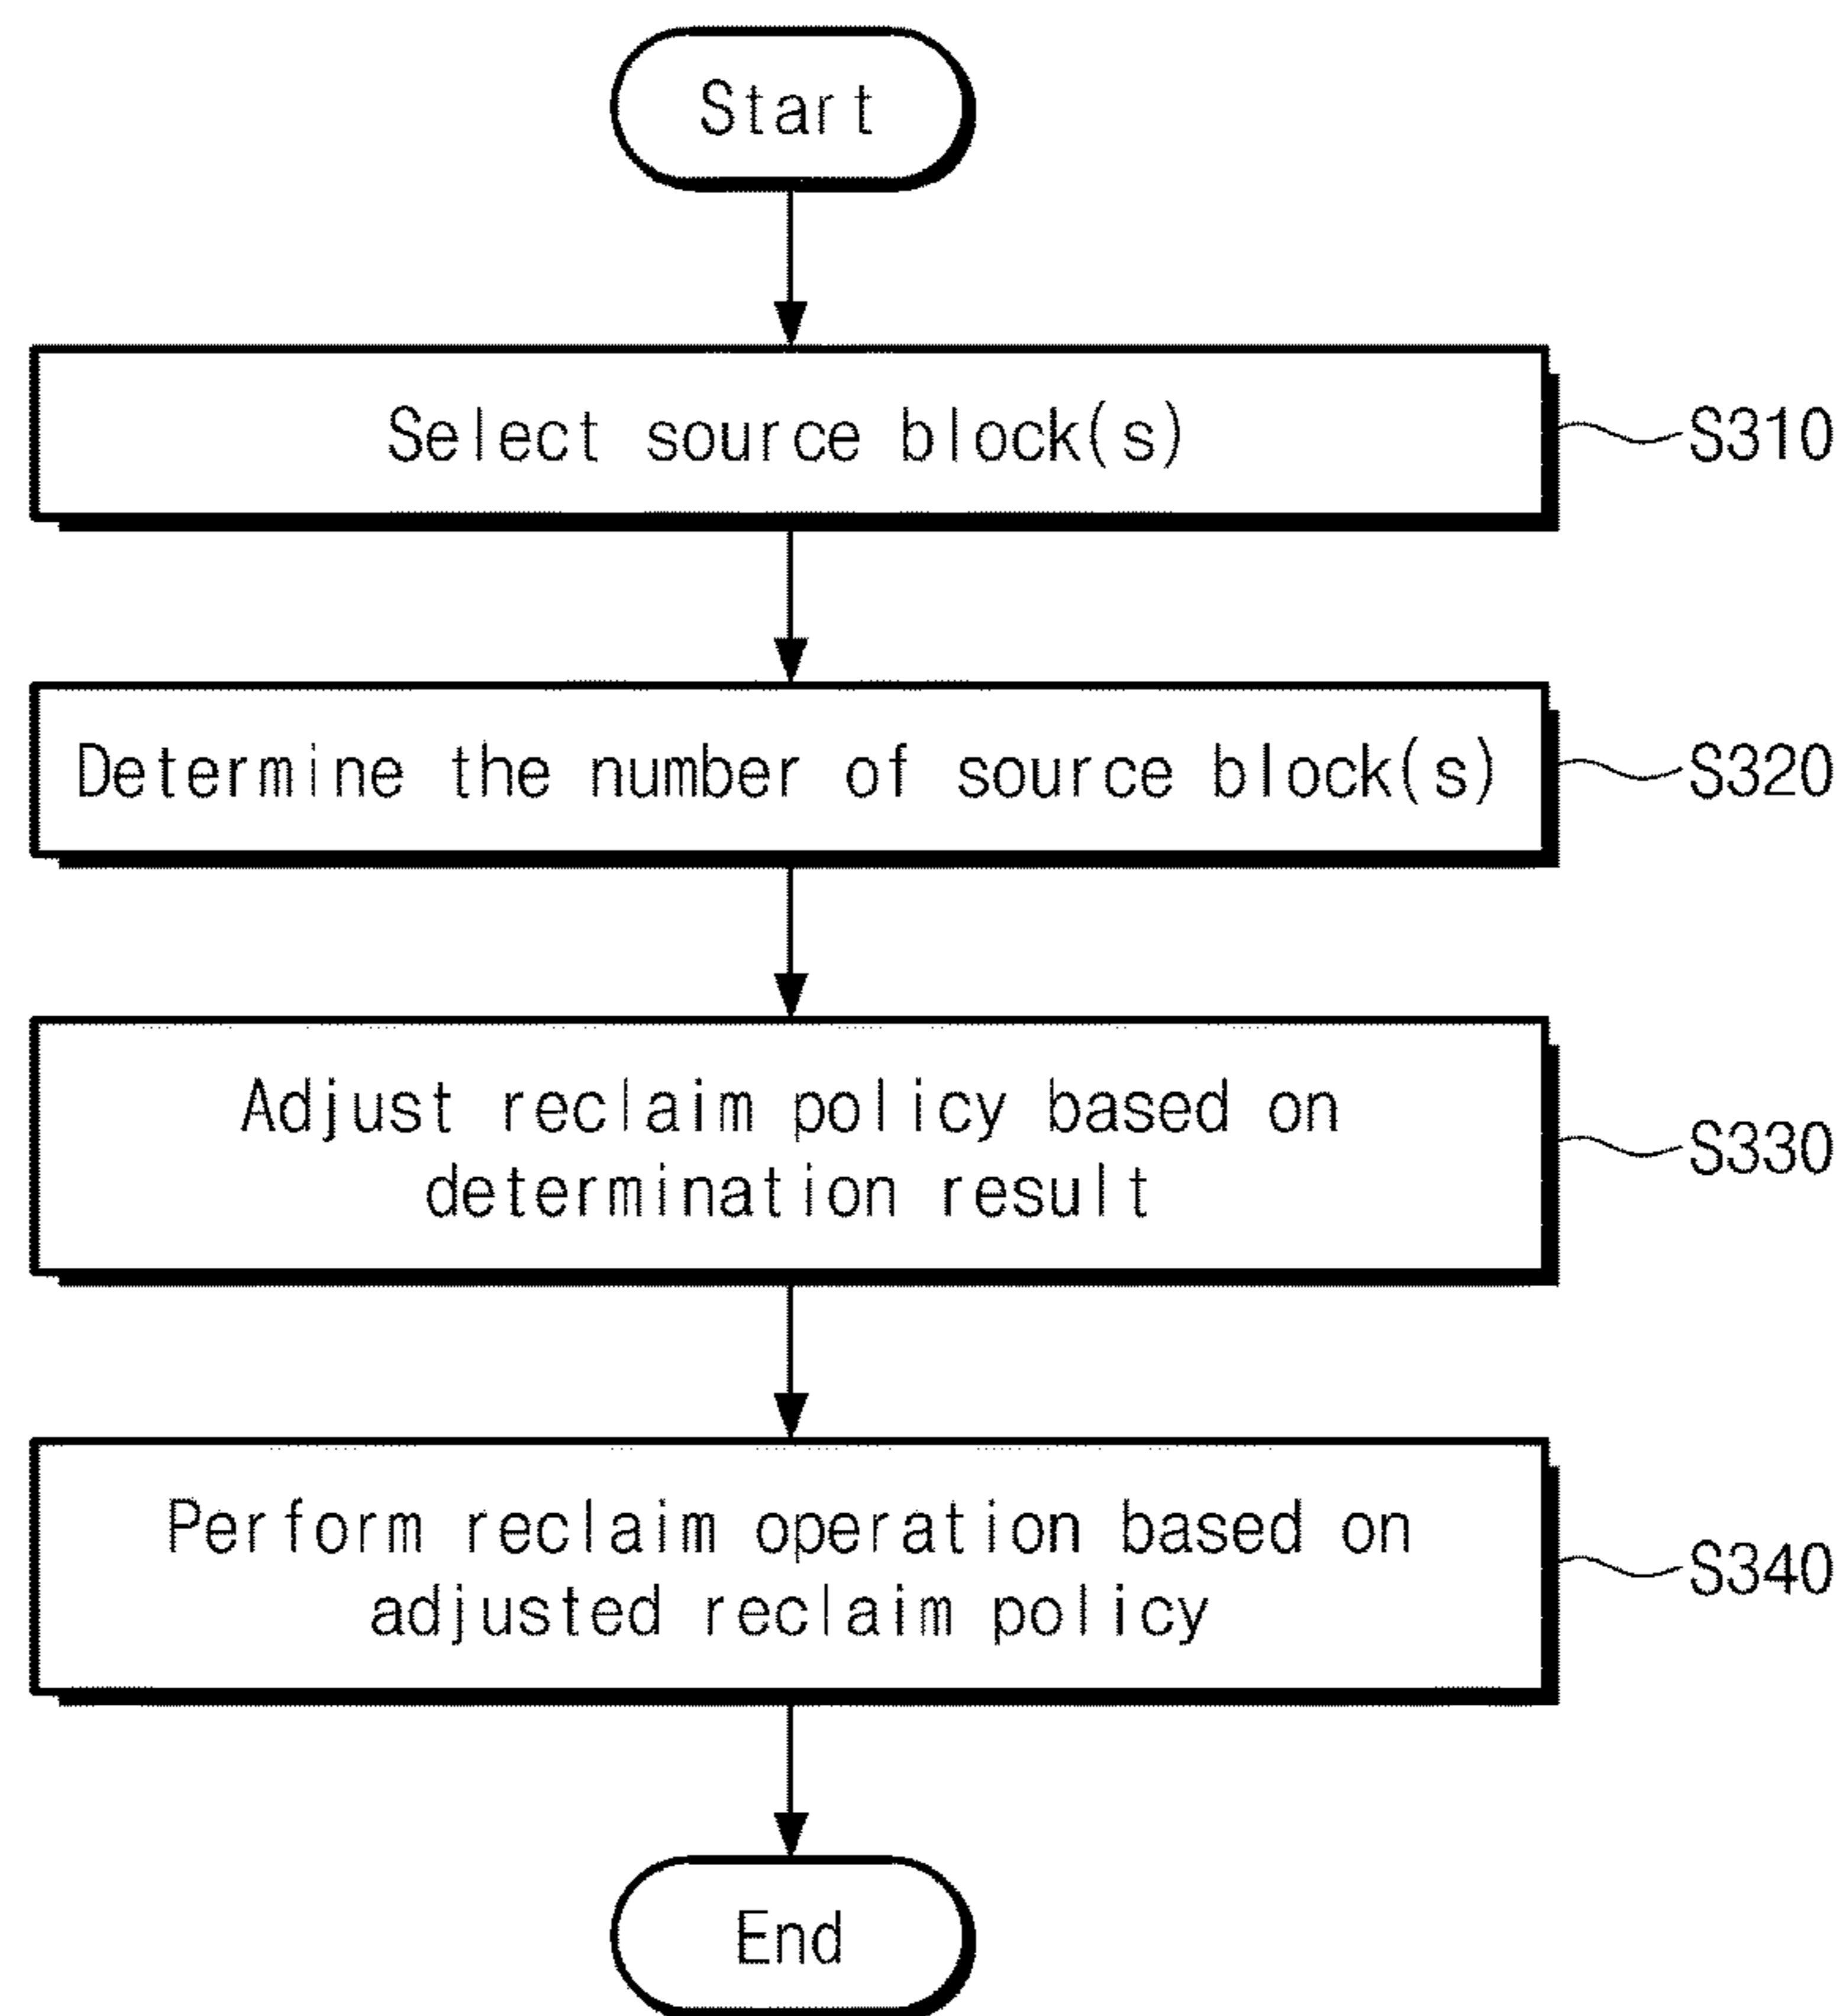 Start
Select source block(s)
S310
Determine the number of source block(s)
S320
Adjust reclaim policy based on
determination result
S330
Perform reclaim operation based on
adjusted reclaim policy
S340
End